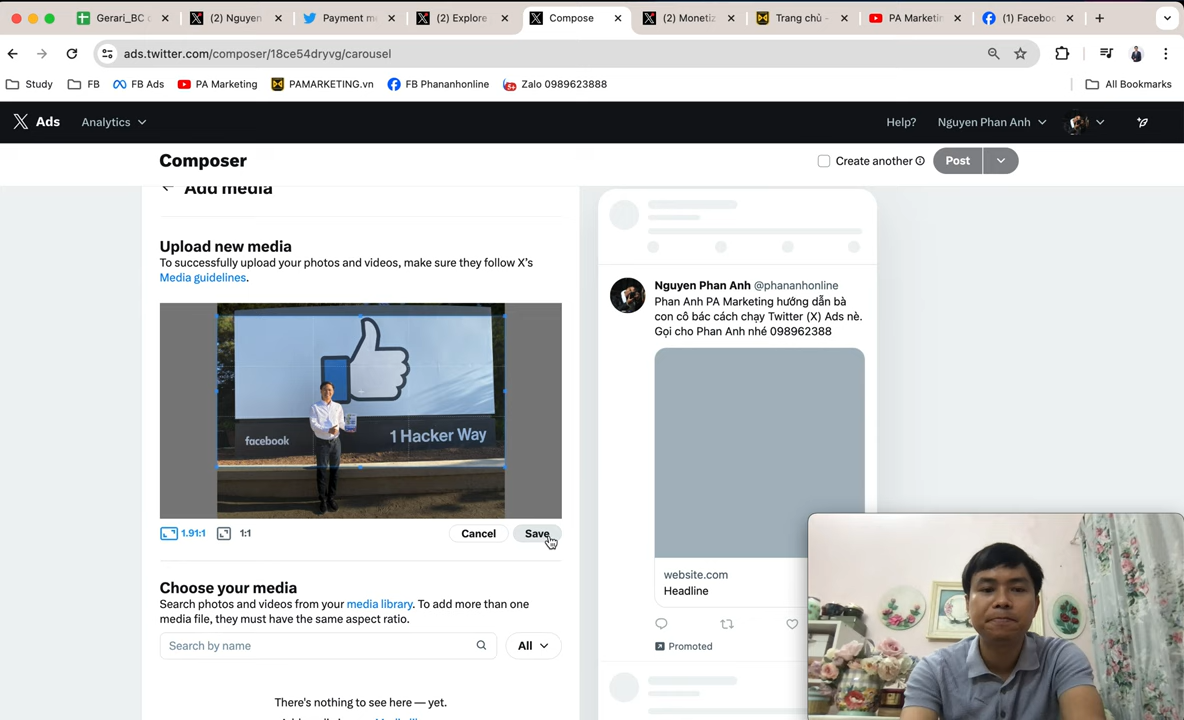 Gerari_BC
(2) Nguyen
Payment
(2) Explore
Compose
(2) Monetiz
Trang chủ -
PA Marketin
(1) Faceboo
ads.twitter.com/composer/18ce54dryvg/carousel
Study
FB
FB Ads
PA Marketing
PAMARKETING.vn
FB Phananhonline
Zalo 0989623888
All Bookmarks
Ads
Analytics
Help?
Nguyen Phan Anh
Composer
Create another
Post
Add media
Upload new media
To successfully upload your photos and videos, make sure they follow X's
Media guidelines.
facebook
1 Hacker Way
1.91:1
1:1
Cancel
Save
Choose your media
Search photos and videos from your media library. To add more than one
media file, they must have the same aspect ratio.
Search by name
All
There's nothing to see here — yet.
Nguyen Phan Anh @phananhonline
Phan Anh PA Marketing hướng dẫn bà
con cô bác cách chạy Twitter (X) Ads nè.
Gọi cho Phan Anh nhé 098962388
website.com
Headline
Promoted